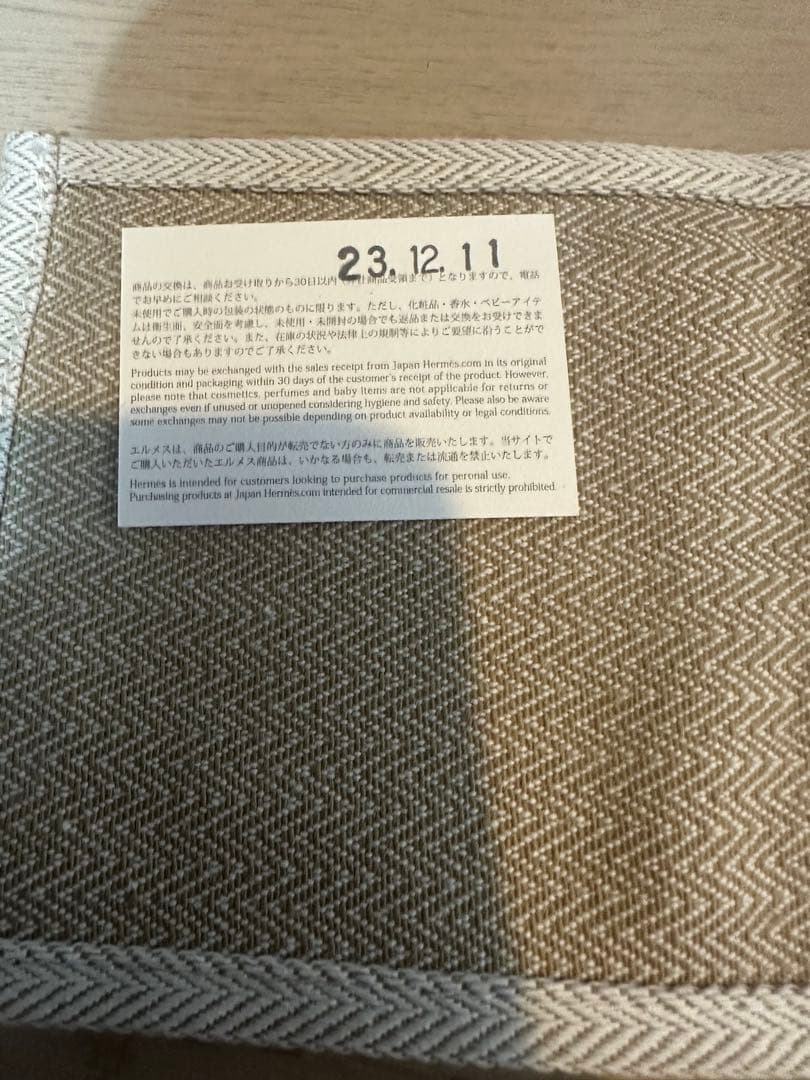 23.12.11
商品の交換は、商品お受け取りから30日以内（弊社商品受領まで）となりますので、電話
でお早めにご相談ください。
未使用でご購入時の包装の状態のものに限ります。ただし、化粧品・香水・ベビーアイテ
ムは衛生面、安全面を考慮し、未使用・未開封の場合でも返品または交換をお受けできま
せんので了承ください。また、在庫の状況や法律上の規制等によりご要望に沿うことがで
きない場合もありますのでご了承ください。
Products may be exchanged with the sales receipt from Japan Hermès.com in its original
condition and packaging within 30 days of the customer's receipt of the product. However,
please note that cosmetics, perfumes and baby items are not applicable for returns or
exchanges even if unused or unopened considering hygiene and safety. Please also be aware
some exchanges may not be possible depending on product availability or legal conditions.
エルメスは、商品のご購入目的が転売でない方のみに商品を販売いたします。当サイトで
ご購入いただいたエルメス商品は、いかなる場合も、転売または流通を禁止いたします。
Hermès is intended for customers looking to purchase products for peronal use.
Purchasing products at Japan Hermès.com intended for commercial resale is strictly prohibited.